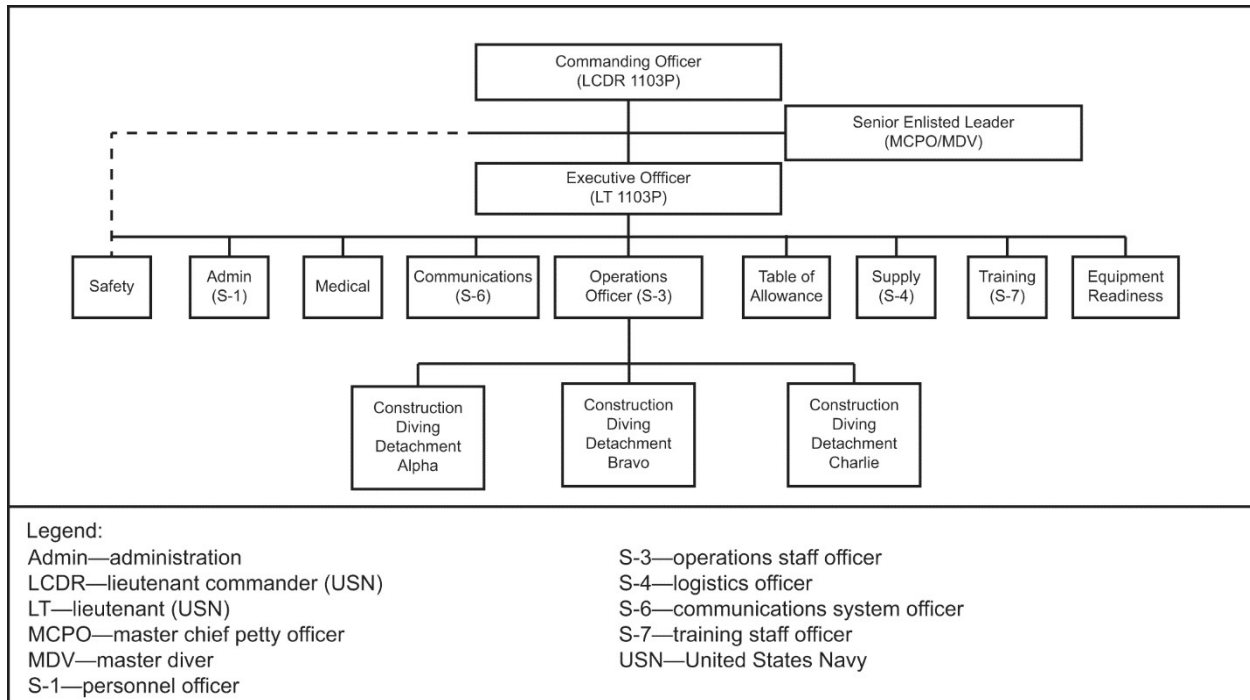 Commanding Officer
(LCDR 1103P)
Senior Enlisted Leader
(MCPO/MDV)
Executive Offficer
(LT 1103P)
Safety
Admin
(S-1)
Medical
Communications
(S-6)
Operations
Officer (S-3)
Table of
Allowance
Supply
(S-4)
Training
(S-7)
Equipment
Readiness
Construction
Diving
Detachment
Alpha
Construction
Diving
Detachment
Bravo
Construction
Diving
Detachment
Charlie
Legend:
Admin—administration
LCDR—lieutenant commander (USN)
LT—lieutenant (USN)
MCPO—master chief petty officer
MDV—master diver
S-1—personnel officer
S-3—operations staff officer
S-4—logistics officer
S-6—communications system officer
S-7—training staff officer
USN—United States Navy